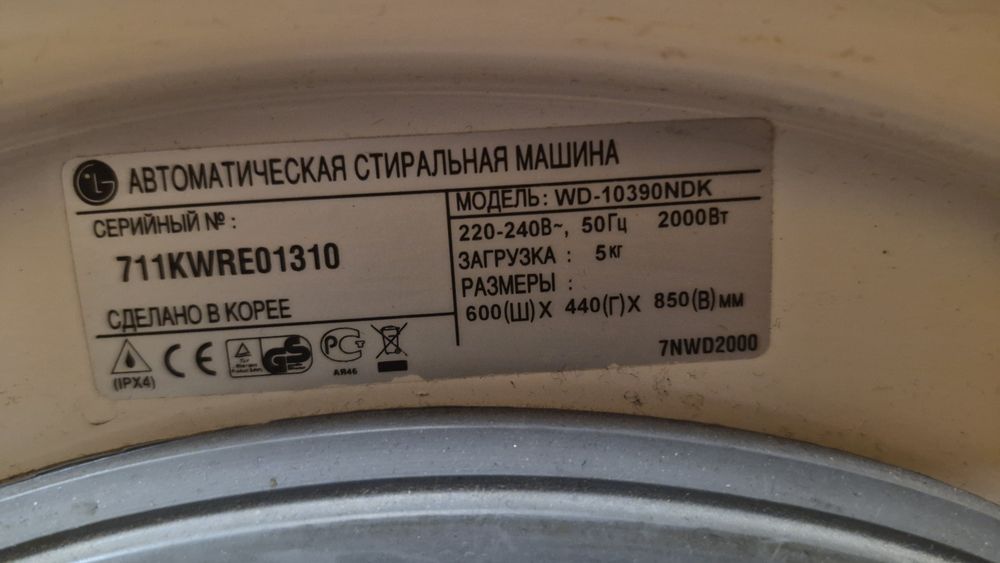 LG АВТОМАТИЧЕСКАЯ СТИРАЛЬНАЯ МАШИНА
СЕРИЙНЫЙ № :
711KWRE01310
СДЕЛАНО В КОРЕЕ
МОДЕЛЬ: WD-10390NDK
220-240В~, 50Гц 2000Вт
ЗАГРУЗКА : 5кг
РАЗМЕРЫ :
600(Ш)X 440(Г)X 850(В)мм
(IPX4)
CE
GS
РСТ
АЯ46
7NWD2000